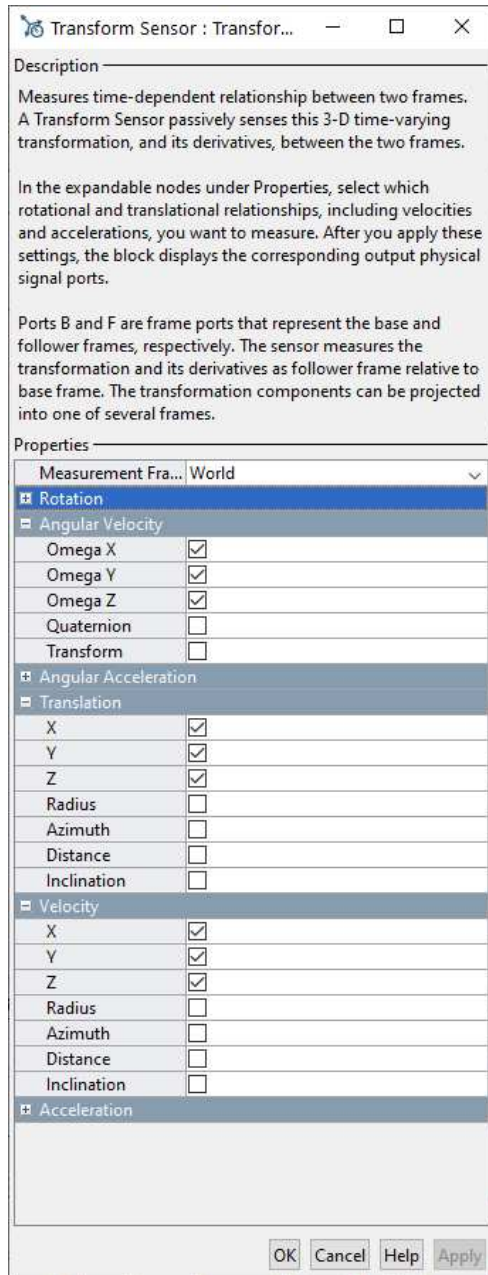 Transform Sensor : Transfor...
Description
Measures time-dependent relationship between two frames.
A Transform Sensor passively senses this 3-D time-varying
transformation, and its derivatives, between the two frames.
In the expandable nodes under Properties, select which
rotational and translational relationships, including velocities
and accelerations, you want to measure. After you apply these
settings, the block displays the corresponding output physical
signal ports.
Ports B and F are frame ports that represent the base and
follower frames, respectively. The sensor measures the
transformation and its derivatives as follower frame relative to
base frame. The transformation components can be projected
into one of several frames.
Properties
Measurement Fra... World
Rotation
Angular Velocity
Omega X
Omega Y
Omega Z
Quaternion
Transform
Angular Acceleration
Translation
X
Y
Z
Radius
Azimuth
Distance
Inclination
Velocity
X
Y
Z
Radius
Azimuth
Distance
Inclination
Acceleration
OK Cancel Help Apply